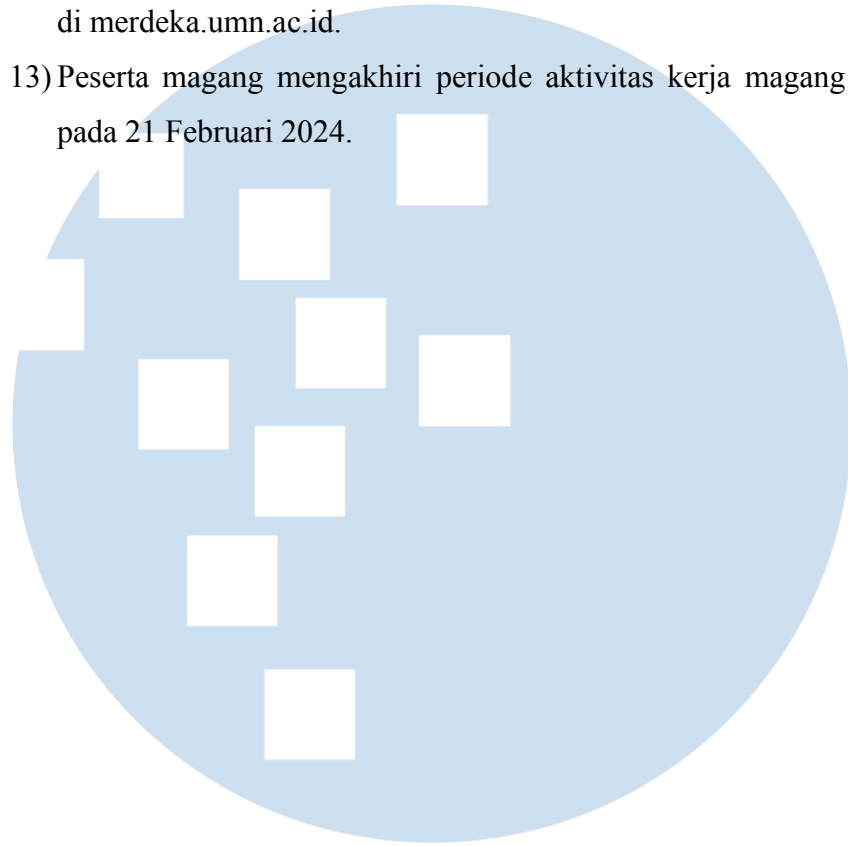 di merdeka.umn.ac.id.
13) Peserta magang mengakhiri periode aktivitas kerja magang
pada 21 Februari 2024.